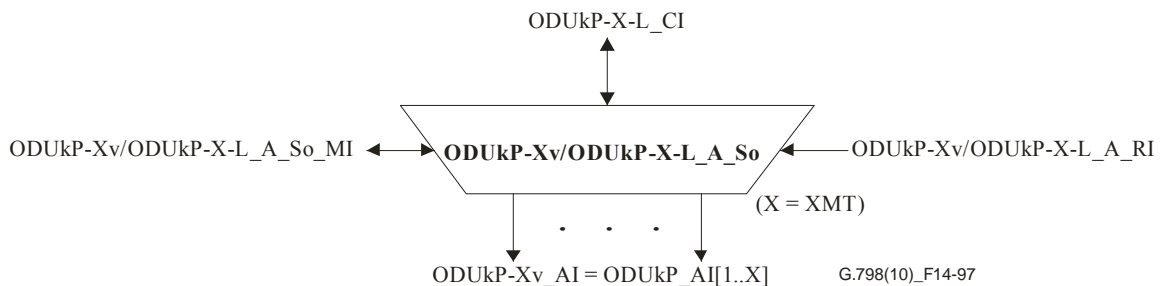 ODUkP-X-L_CI
ODUkP-Xv/ODUkP-X-L_A_So_MI
ODUkP-Xv/ODUkP-X-L_A_So
ODUkP-Xv/ODUkP-X-L_A_RI
(X = XMT)
. . .
ODUkP-Xv_AI = ODUkP_AI[1..X]
G.798(10)_F14-97